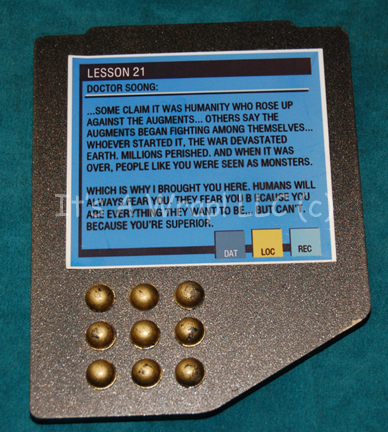 LESSON 21
DOCTOR SOONG:
...SOME CLAIM IT WAS HUMANITY WHO ROSE UP
AGAINST THE AUGMENTS... OTHERS SAY THE
AUGMENTS BEGAN FIGHTING AMONG THEMSELVES...
WHOEVER STARTED IT, THE WAR DEVASTATED
EARTH. MILLIONS PERISHED. AND WHEN IT WAS
OVER, PEOPLE LIKE YOU WERE SEEN AS MONSTERS.
WHICH IS WHY I BROUGHT YOU HERE. HUMANS WILL
ALWAYS FEAR YOU. THEY FEAR YOU BECAUSE YOU
ARE EVERYTHING THEY WANT TO BE... BUT CAN'T.
BECAUSE YOU'RE SUPERIOR.
DAT LOC REC
(c)